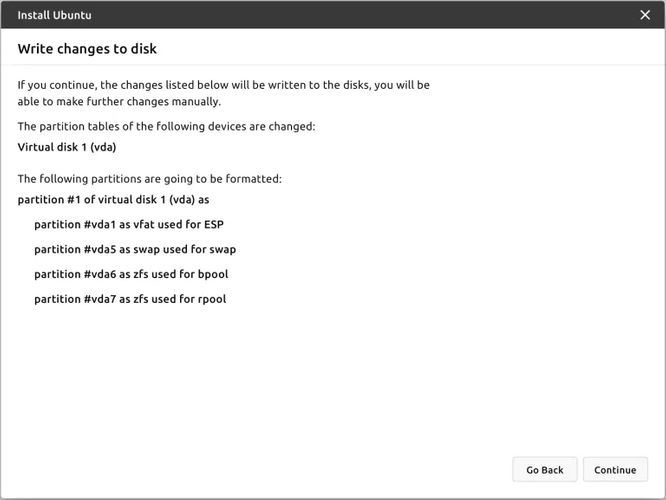 Install Ubuntu
Write changes to disk
If you continue, the changes listed below will be written to the disks, you will be
able to make further changes manually.
The partition tables of the following devices are changed:
Virtual disk 1 (vda)
The following partitions are going to be formatted:
partition #1 of virtual disk 1 (vda) as
partition #vda1 as vfat used for ESP
partition #vda5 as swap used for swap
partition #vda6 as zfs used for bpool
partition #vda7 as zfs used for rpool
Go Back
Continue